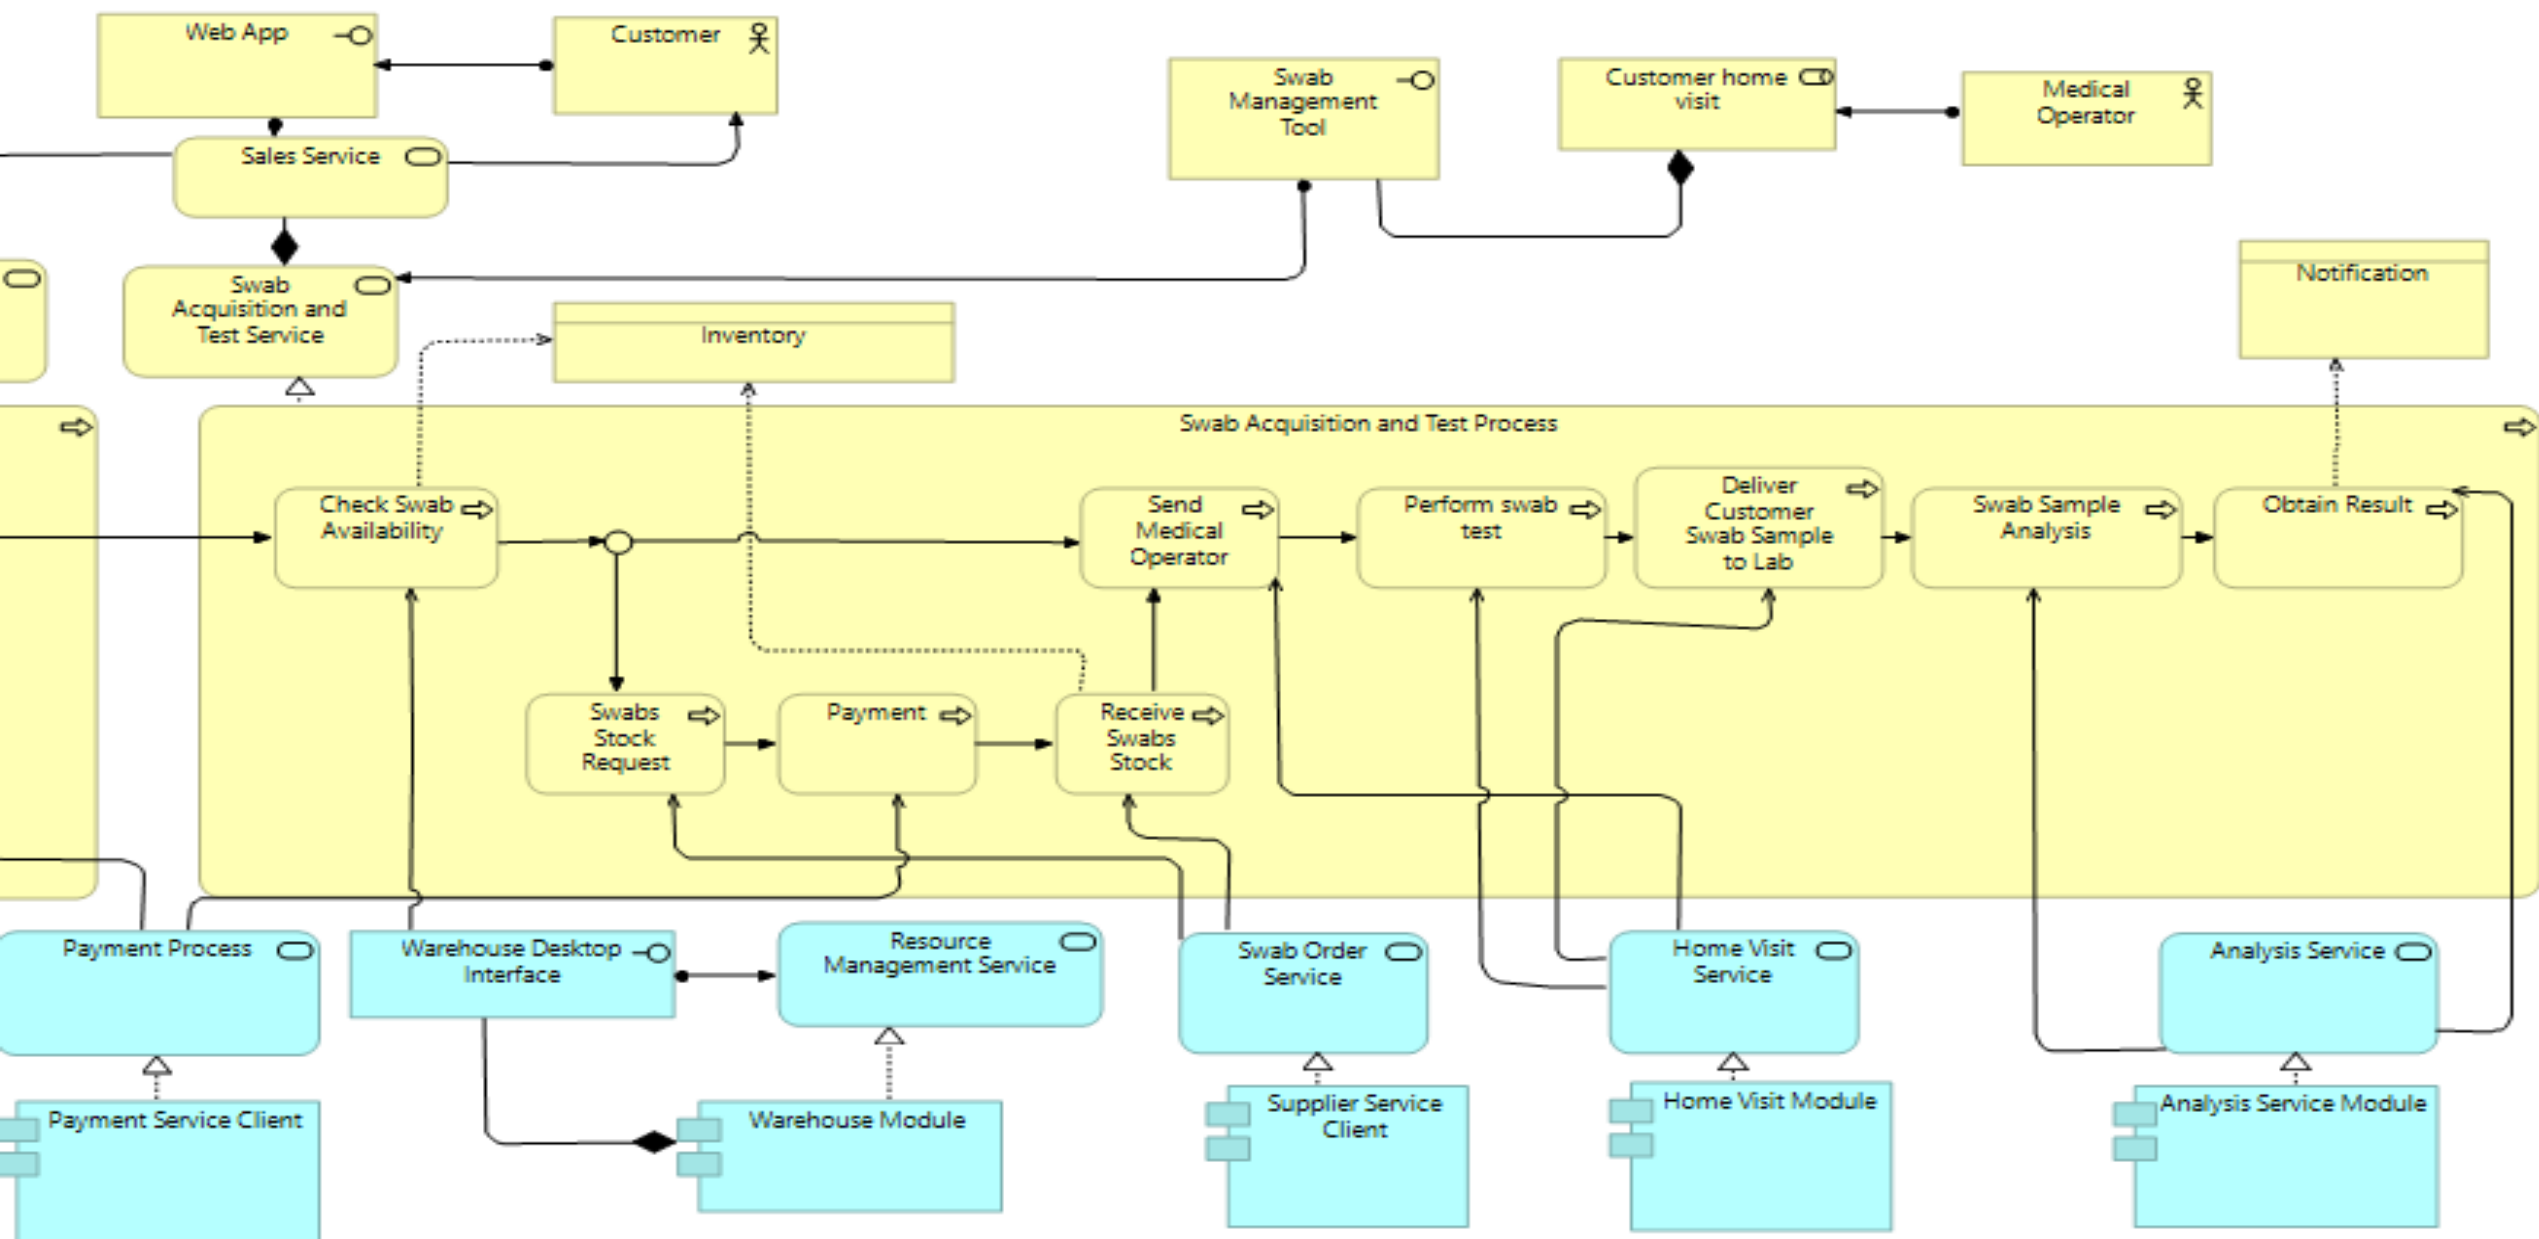 Web App
Customer
Swab
Management
Tool
Customer home
visit
Medical
Operator
Sales Service
Swab
Acquisition and
Test Service
Inventory
Notification
Swab Acquisition and Test Process
Check Swab
Availability
Send
Medical
Operator
Perform swab
test
Deliver
Customer
Swab Sample
to Lab
Swab Sample
Analysis
Obtain Result
Swabs
Stock
Request
Payment
Receive
Swabs
Stock
Payment Process
Warehouse Desktop
Interface
Resource
Management Service
Swab Order
Service
Home Visit
Service
Analysis Service
Payment Service Client
Warehouse Module
Supplier Service
Client
Home Visit Module
Analysis Service Module